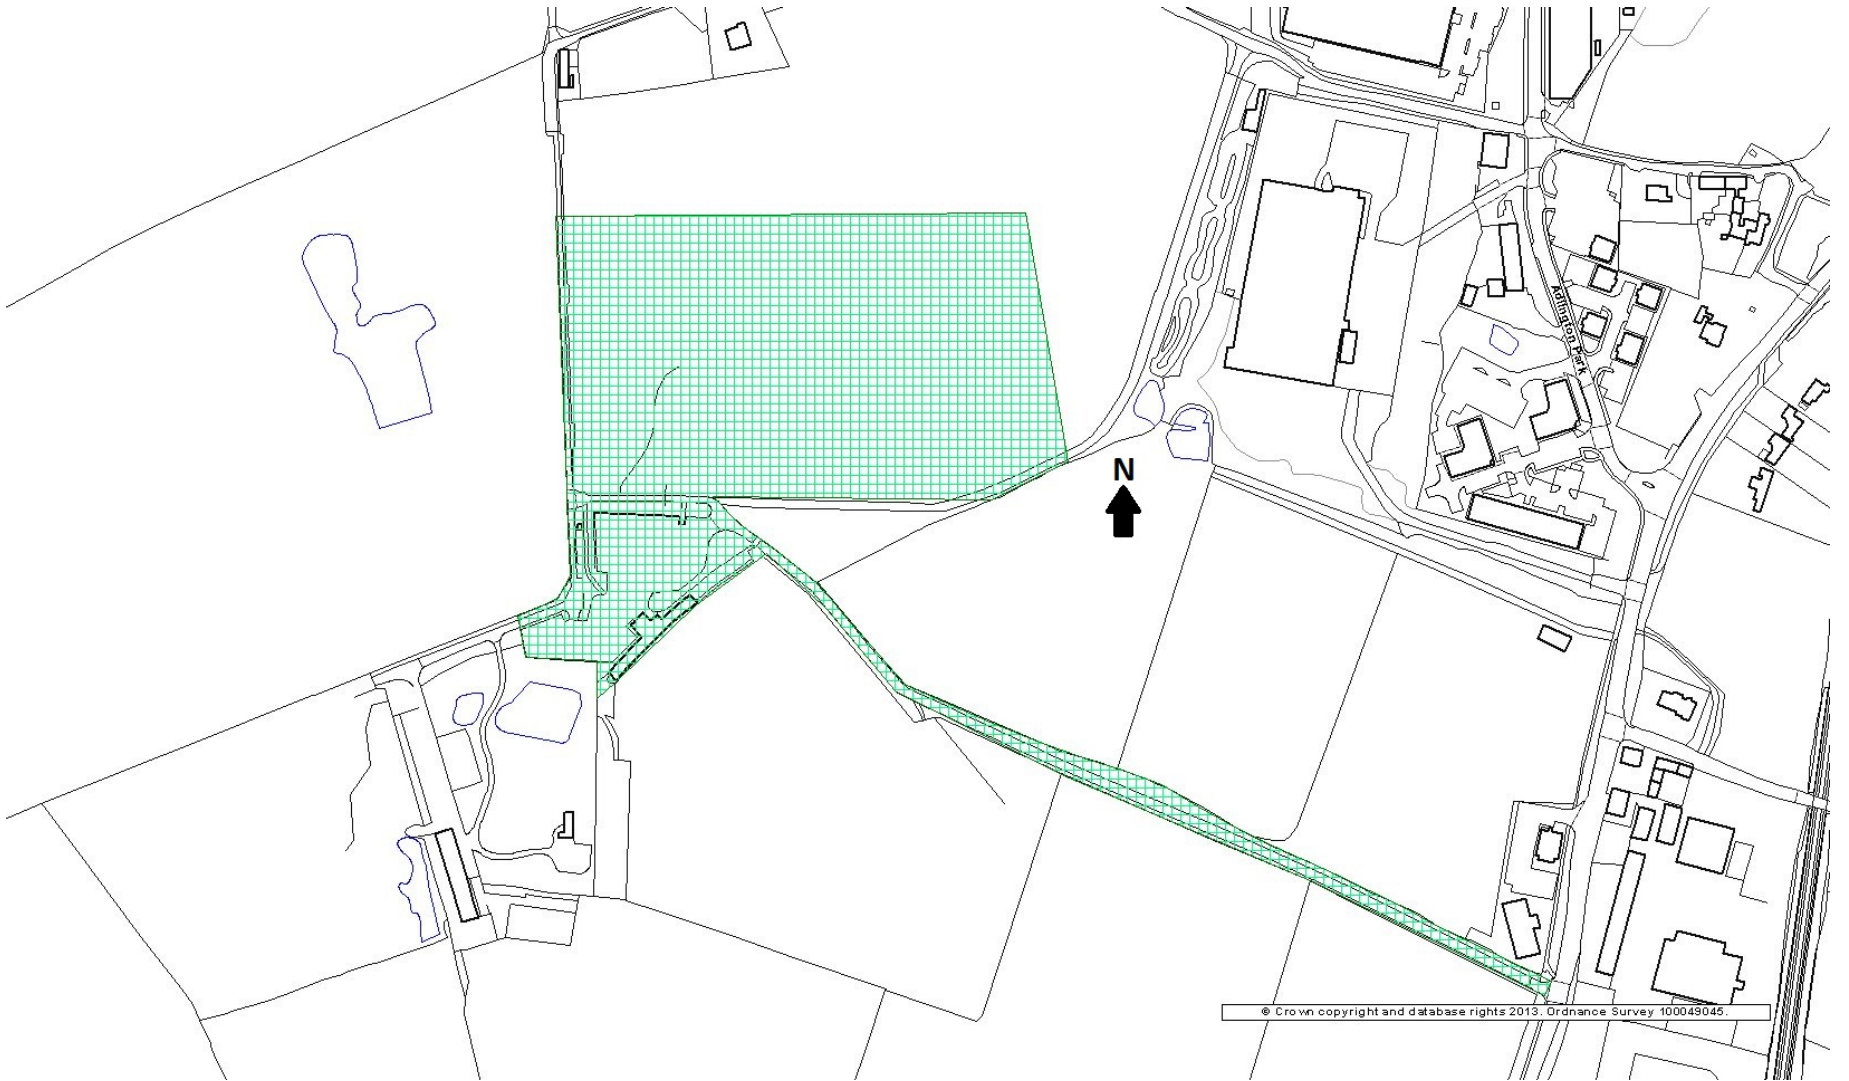 Adlington Park
N
© Crown copyright and database rights 2013. Ordnance Survey 100049045.